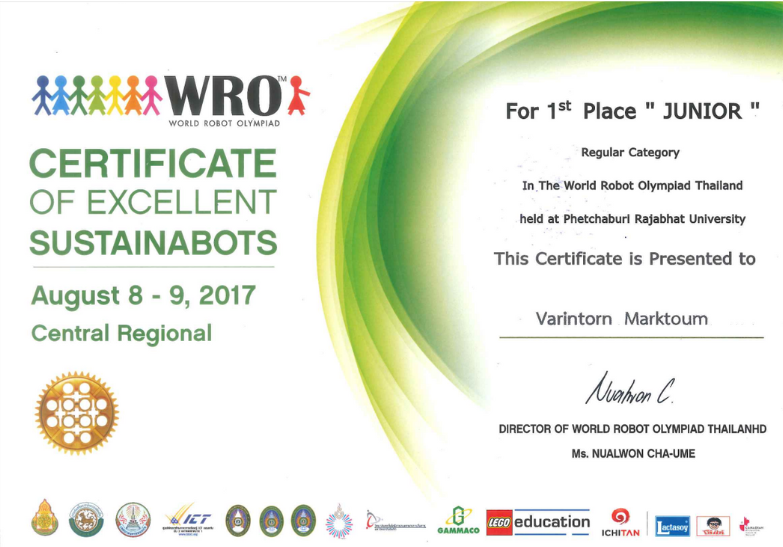 WRO™
WORLD ROBOT OLYMPIAD
CERTIFICATE
OF EXCELLENT
SUSTAINABOTS
August 8 - 9, 2017
Central Regional
For 1st Place " JUNIOR "
Regular Category
In The World Robot Olympiad Thailand
held at Phetchaburi Rajabhat University
This Certificate is Presented to
Varintorn Marktoum
Nualwon C.
DIRECTOR OF WORLD ROBOT OLYMPIAD THAILANHD
Ms. NUALWON CHA-UME
ICT
GAMMACO
LEGO education
ICHITAN
Lactasoy